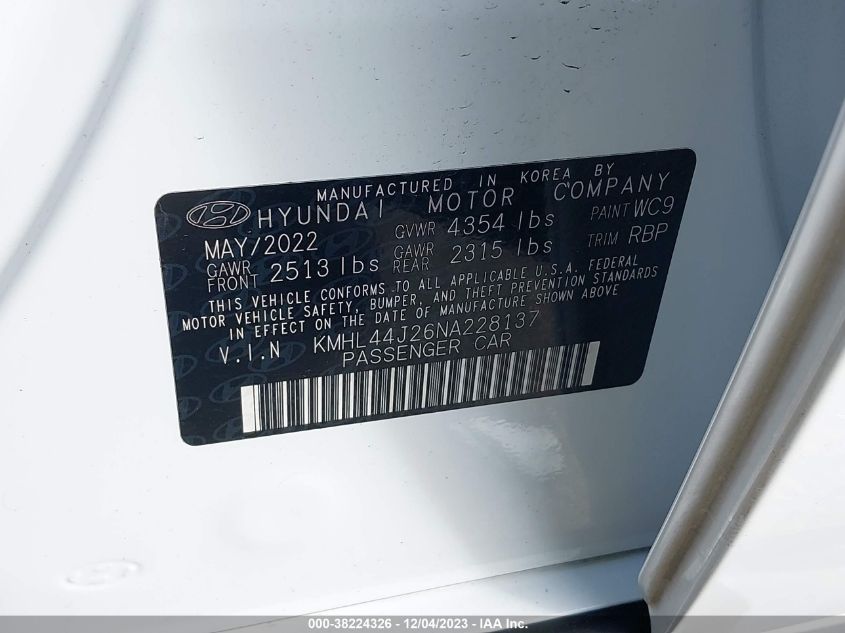 MANUFACTURED IN KOREA BY
HYUNDAI MOTOR COMPANY
MAY/2022 GVWR 4354 lbs PAINT WC9
GAWR FRONT 2513 lbs GAWR REAR 2315 lbs TRIM RBP
THIS VEHICLE CONFORMS TO ALL APPLICABLE U.S.A. FEDERAL
MOTOR VEHICLE SAFETY, BUMPER, AND THEFT PREVENTION STANDARDS
IN EFFECT ON THE DATE OF MANUFACTURE SHOWN ABOVE
V.I.N KMHL44J26NA228137
PASSENGER CAR
000-38224326 - 12/04/2023 - IAA Inc.